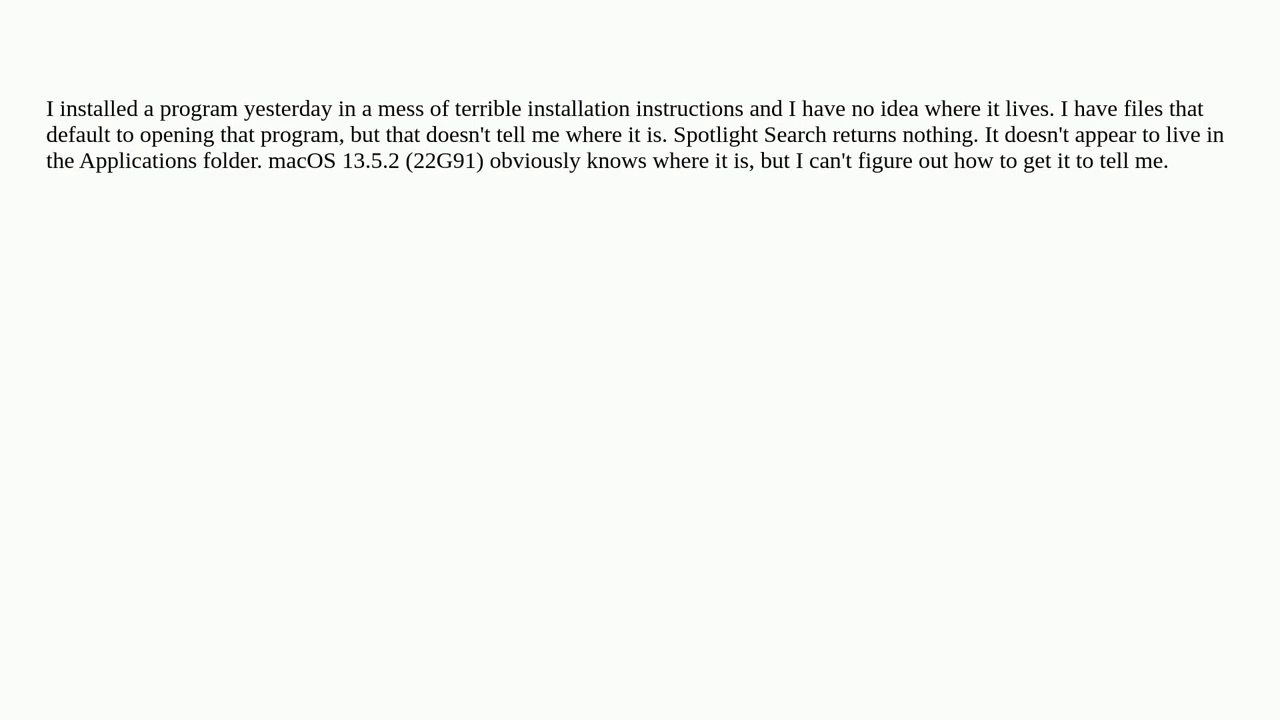 I installed a program yesterday in a mess of terrible installation instructions and I have no idea where it lives. I have files that
default to opening that program, but that doesn't tell me where it is. Spotlight Search returns nothing. It doesn't appear to live in
the Applications folder. macOS 13.5.2 (22G91) obviously knows where it is, but I can't figure out how to get it to tell me.